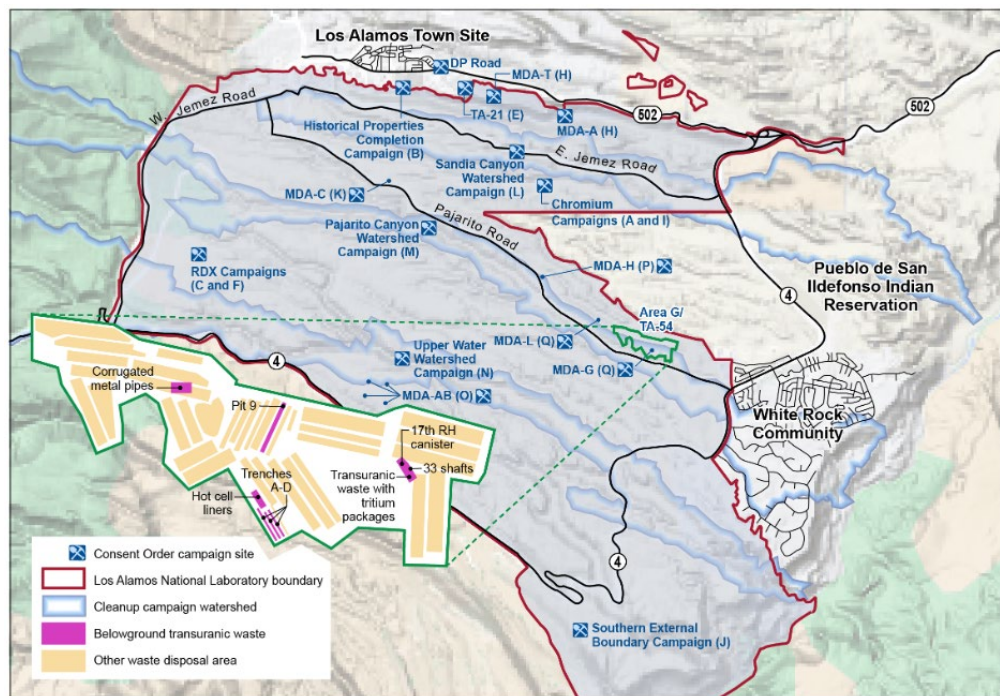 Los Alamos Town Site
DP Road
MDA-T (H)
502
502
W. Jemez Road
TA-21 (E)
MDA-A (H)
Historical Properties
Completion
Campaign (B)
E. Jemez Road
Sandia Canyon
Watershed
Campaign (L)
MDA-C (K)
Chromium
Campaigns (A and I)
Pajarito Canyon
Watershed
Campaign (M)
Pajarito Road
RDX Campaigns
(C and F)
MDA-H (P)
Pueblo de San
Ildefonso Indian
Reservation
4
Area G/
TA-54
MDA-L (Q)
Upper Water
Watershed
Campaign (N)
MDA-G (Q)
4
MDA-AB (O)
White Rock
Community
Corrugated
metal pipes
Pit 9
17th RH
canister
33 shafts
Trenches
A-D
Transuranic
waste with
tritium
packages
Hot cell
liners
4
Southern External
Boundary Campaign (J)
Consent Order campaign site
Los Alamos National Laboratory boundary
Cleanup campaign watershed
Belowground transuranic waste
Other waste disposal area